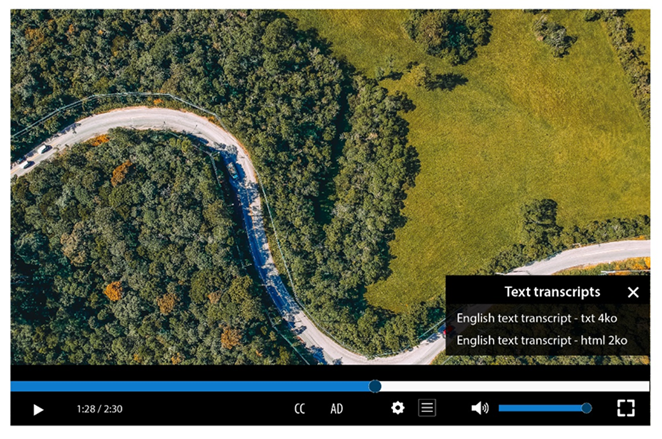 Text transcripts
English text transcript - txt 4ko
English text transcript - html 2ko
1:28 / 2:30
CC
AD